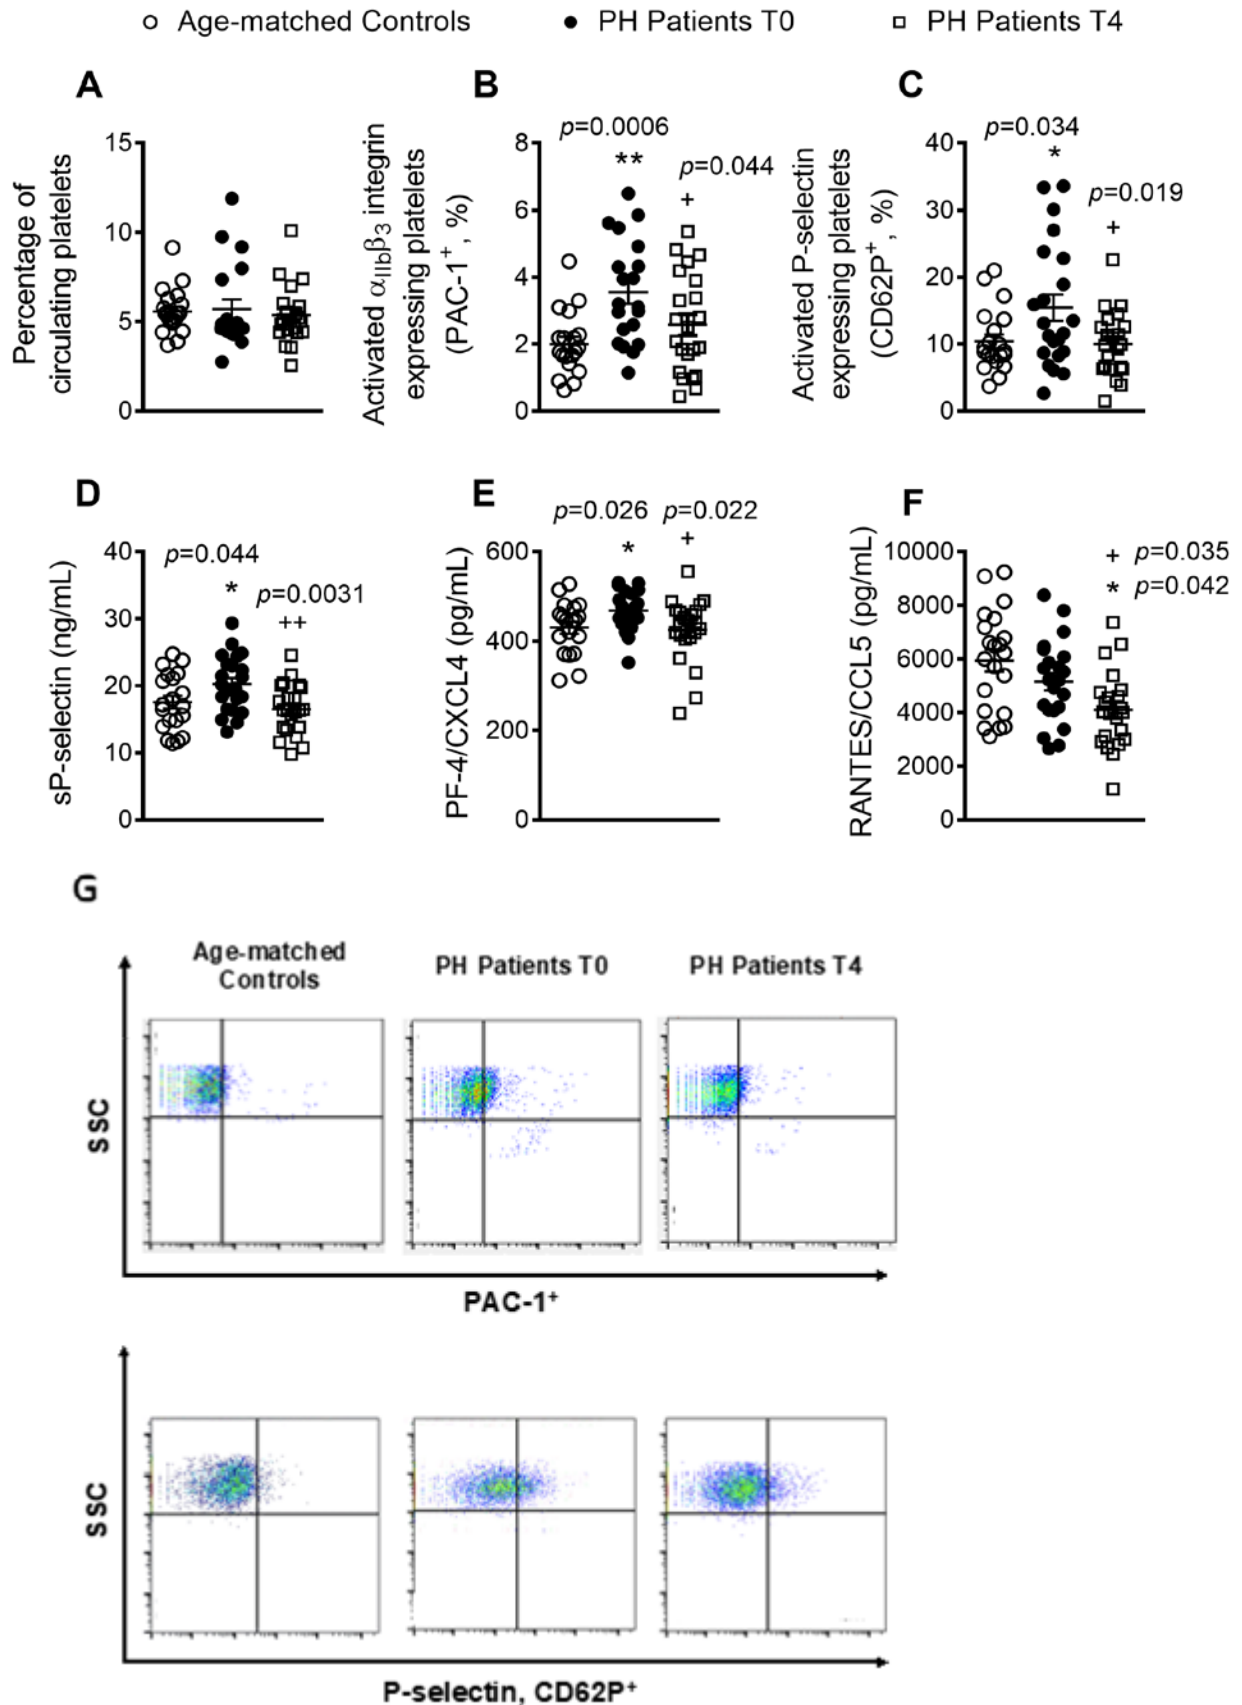 Age-matched Controls PH Patients T0 PH Patients T4
A
Percentage of
circulating platelets
15
10
5
0
B
Activated αIIbβ3 integrin
expressing platelets
(PAC-1+, %)
p=0.0006
**
p=0.044
+
8
6
4
2
0
C
Activated P-selectin
expressing platelets
(CD62P+, %)
p=0.034
*
p=0.019
+
40
30
20
10
0
D
sP-selectin (ng/mL)
p=0.044
*
p=0.0031
++
40
30
20
10
0
E
PF-4/CXCL4 (pg/mL)
p=0.026 p=0.022
* +
600
400
200
0
F
RANTES/CCL5 (pg/mL)
+ p=0.035
* p=0.042
10000
8000
6000
4000
2000
0
G
Age-matched
Controls
PH Patients T0
PH Patients T4
SSC
PAC-1+
SSC
P-selectin, CD62P+